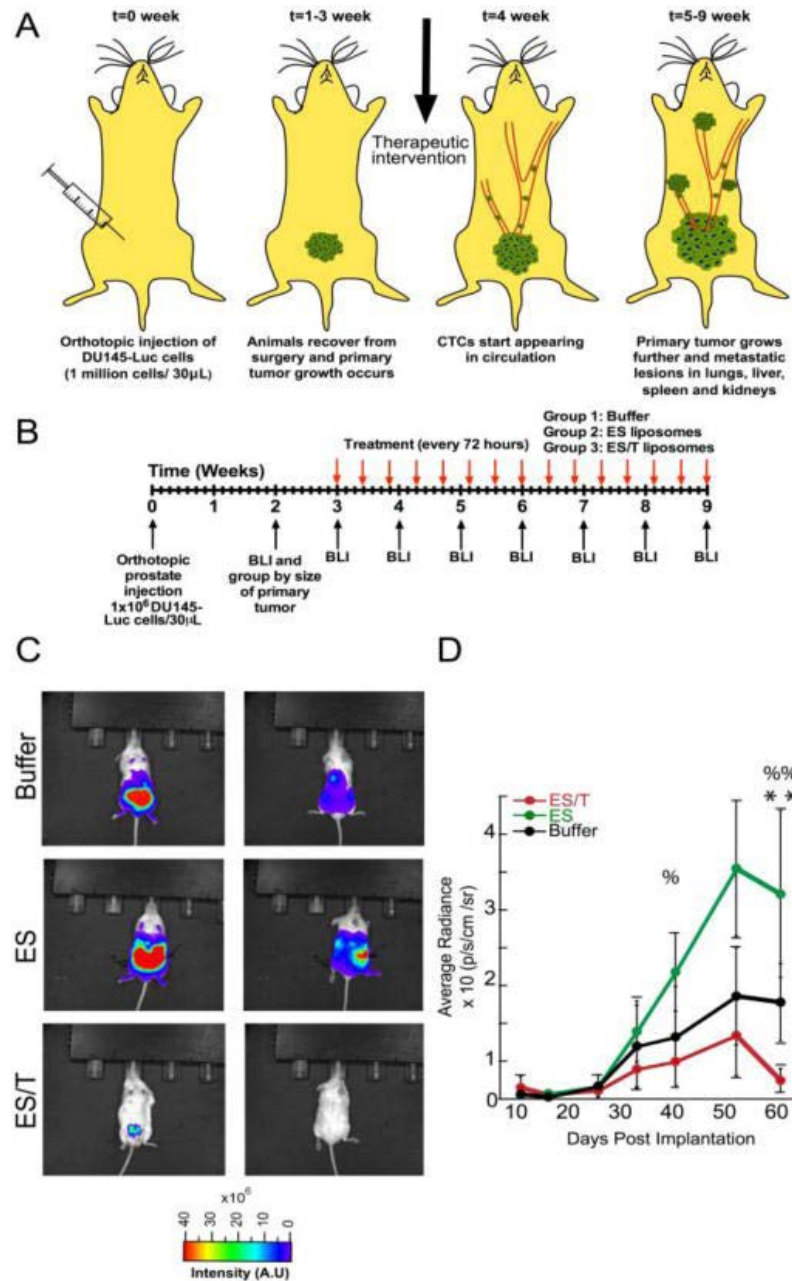 A
t=0 week
t=1-3 week
t=4 week
t=5-9 week
Therapeutic
intervention
Orthotopic injection of
DU145-Luc cells
(1 million cells/ 30µL)
Animals recover from
surgery and primary
tumor growth occurs
CTCs start appearing
in circulation
Primary tumor grows
further and metastatic
lesions in lungs, liver,
spleen and kidneys
B
Group 1: Buffer
Group 2: ES liposomes
Group 3: ES/T liposomes
Treatment (every 72 hours)
Time (Weeks)
0 1 2 3 4 5 6 7 8 9
Orthotopic
prostate
injection
1x10⁶ DU145-
Luc cells/30µL
BLI and
group by size
of primary
tumor
BLI BLI BLI BLI BLI BLI BLI
C
Buffer
ES
ES/T
x10⁶
40 30 20 10 0
Intensity (A.U)
D
ES/T
ES
Buffer
%
%%
* *
4
3
2
1
0
Average Radiance
x 10 (p/s/cm /sr)
10 20 30 40 50 60
Days Post Implantation